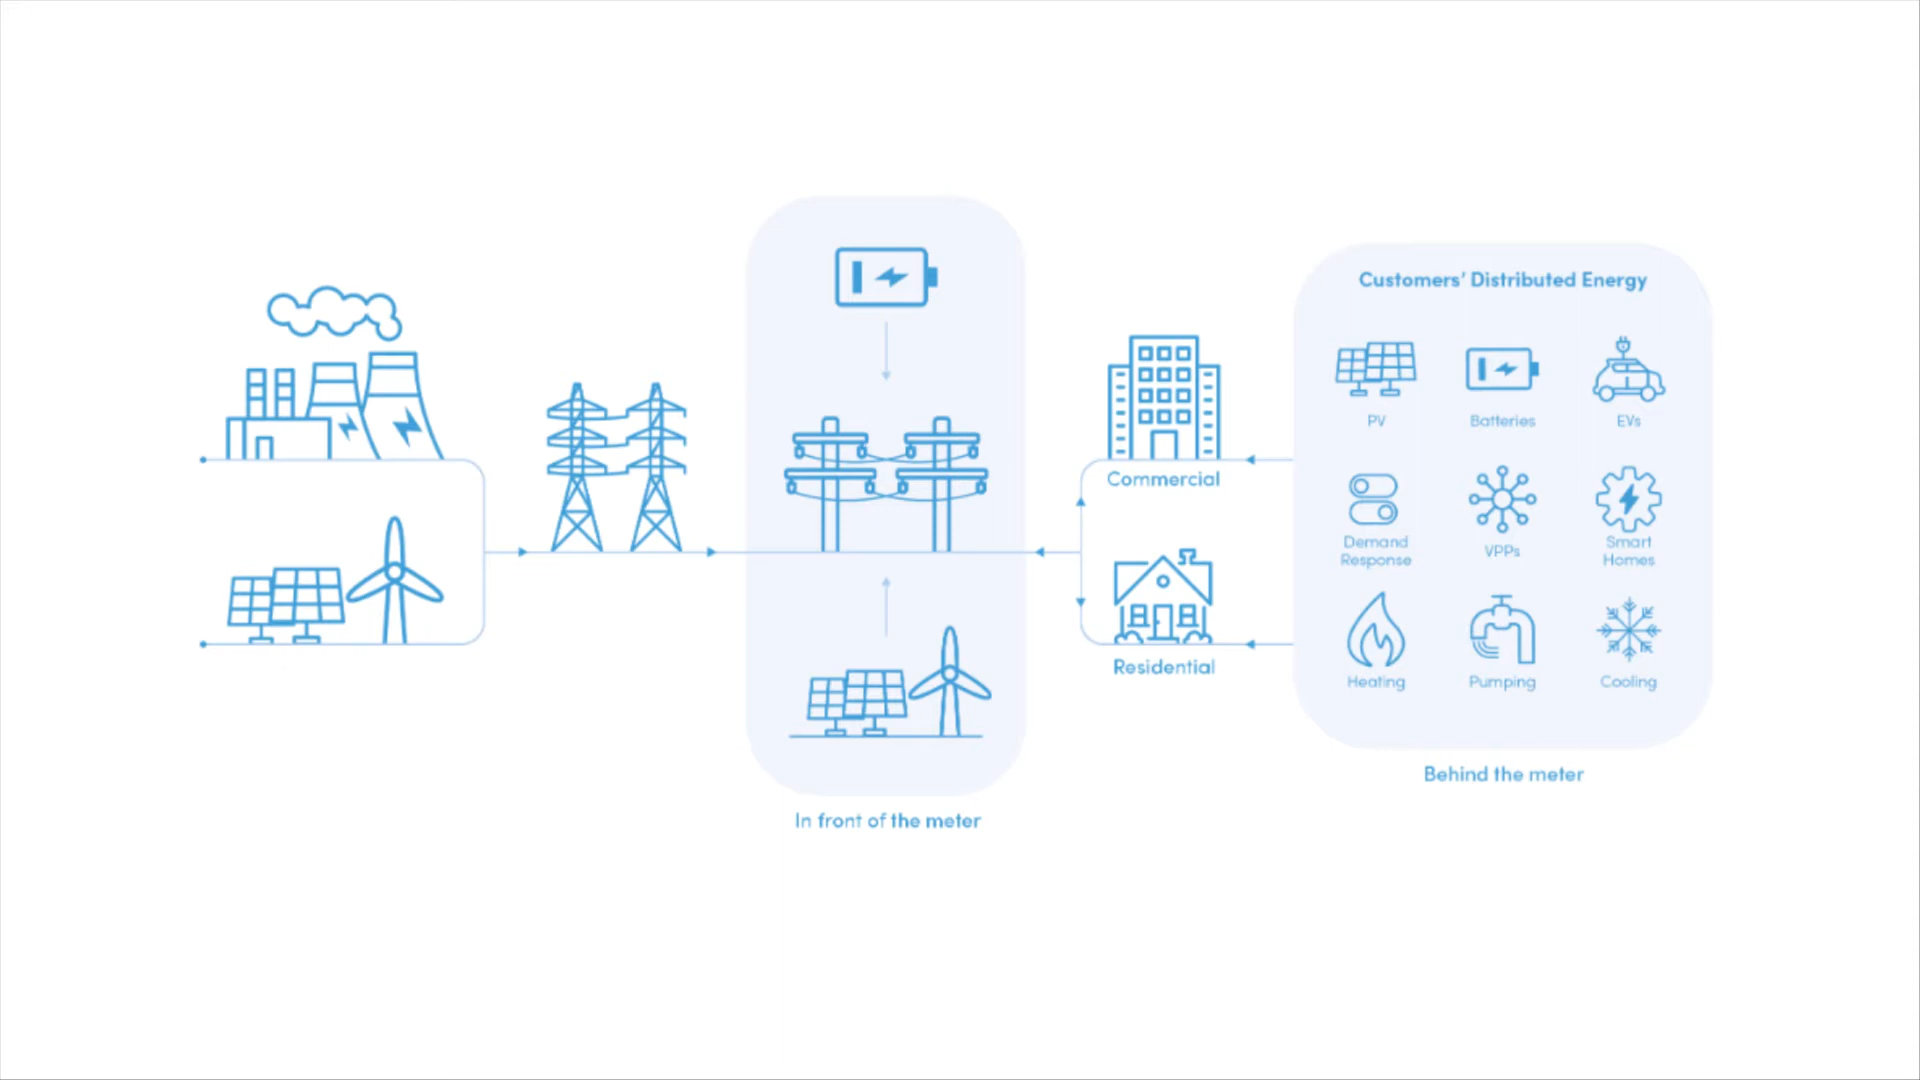 Customers' Distributed Energy
PV
Batteries
EVs
Commercial
Demand
Response
VPPs
Smart
Homes
Residential
Heating
Pumping
Cooling
Behind the meter
In front of the meter